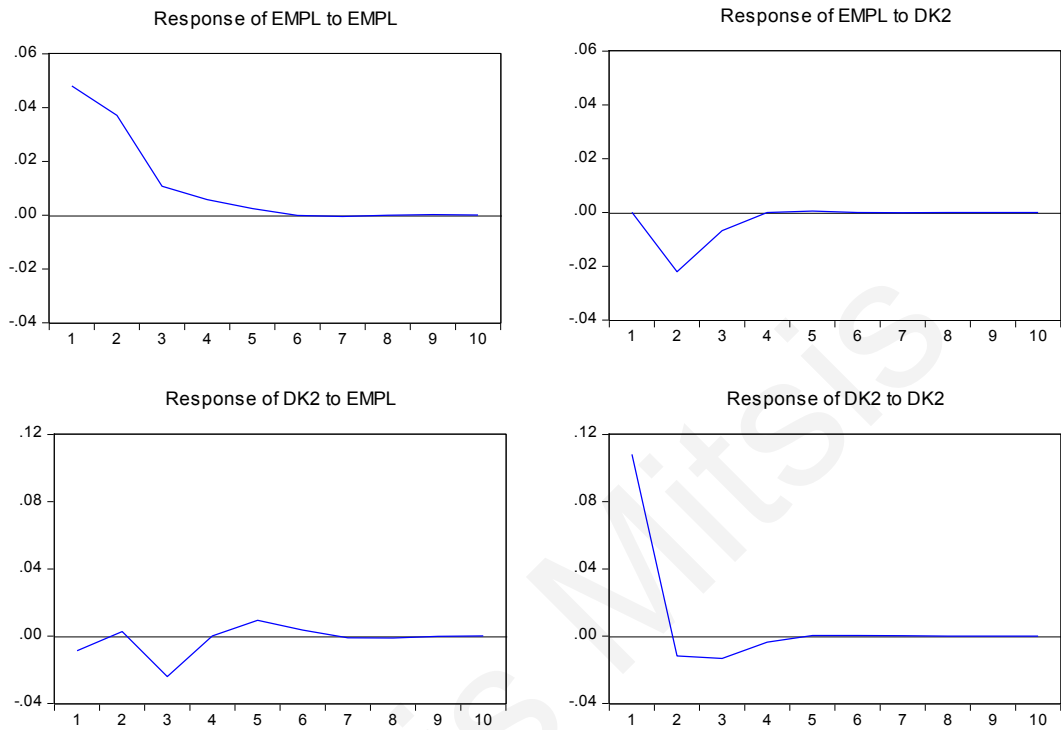 Response of EMPL to EMPL
.06
.04
.02
.00
-.02
-.04
1 2 3 4 5 6 7 8 9 10
Response of EMPL to DK2
.06
.04
.02
.00
-.02
-.04
1 2 3 4 5 6 7 8 9 10
Response of DK2 to EMPL
.12
.08
.04
.00
-.04
1 2 3 4 5 6 7 8 9 10
Response of DK2 to DK2
.12
.08
.04
.00
-.04
1 2 3 4 5 6 7 8 9 10
Mitsis